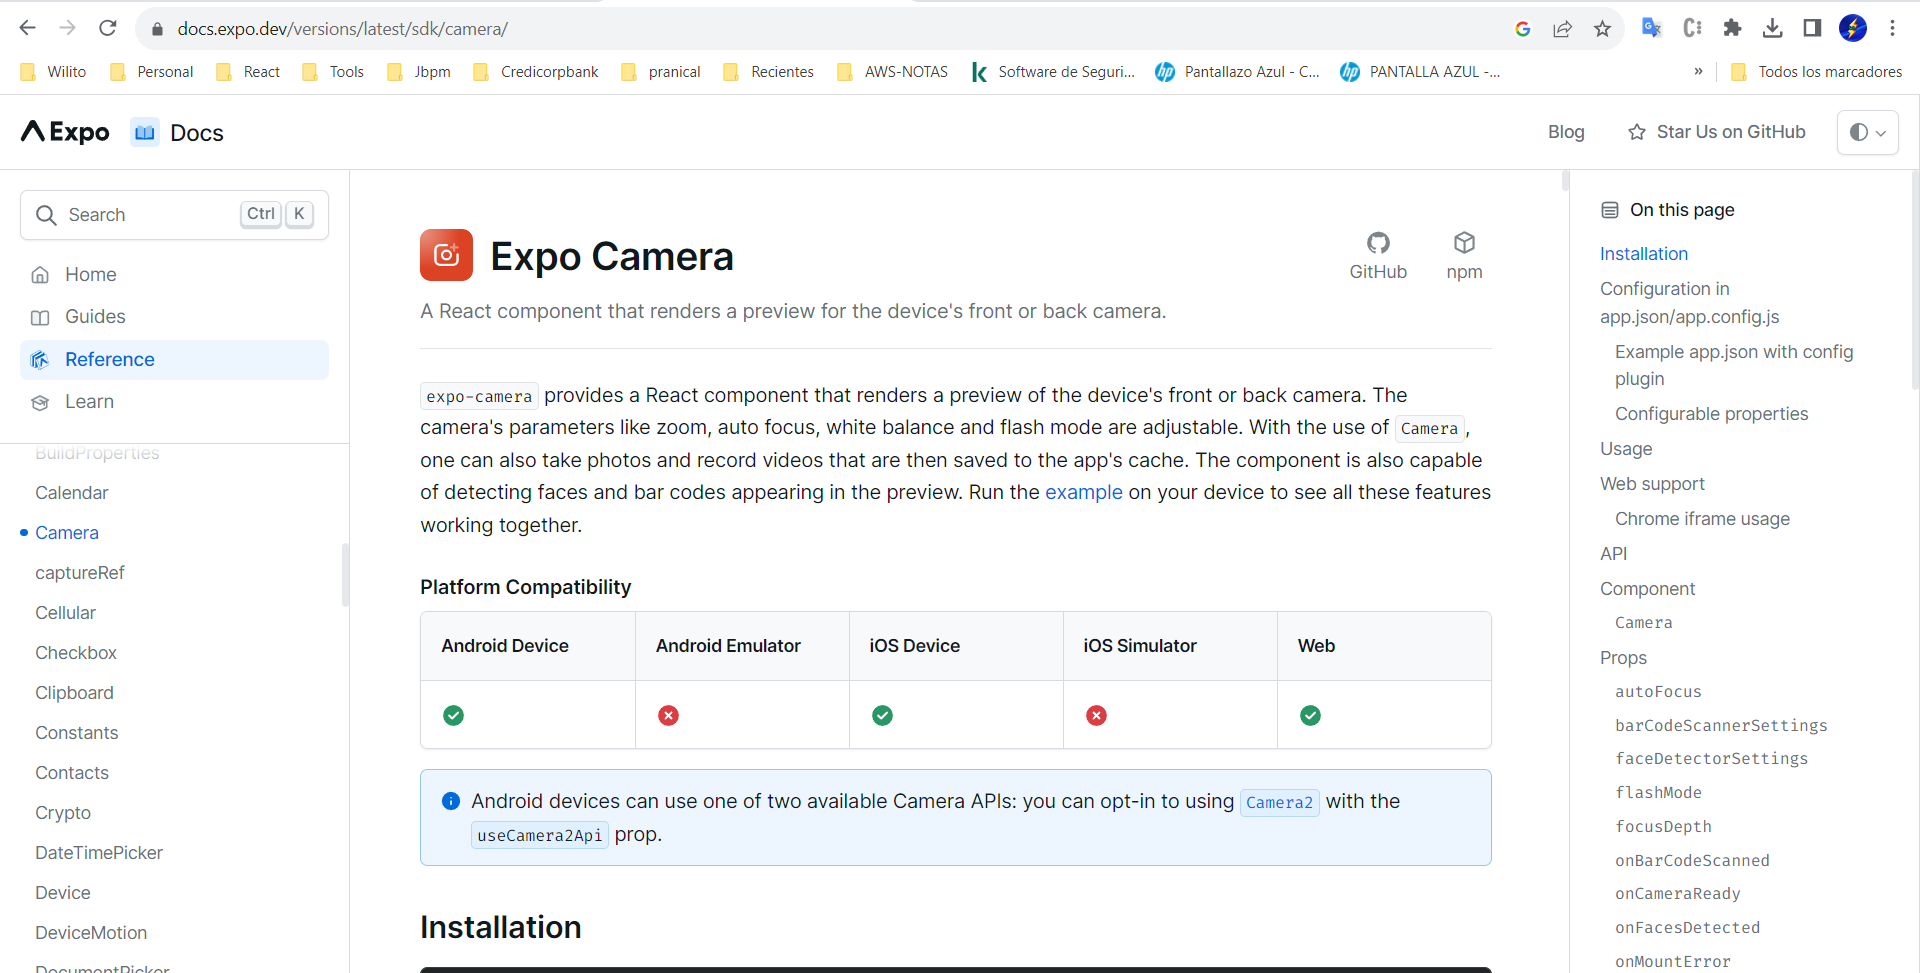 docs.expo.dev/versions/latest/sdk/camera/
Wilito
Personal
React
Tools
Jbpm
Credicorpbank
pranical
Recientes
AWS-NOTAS
Software de Seguri...
Pantallazo Azul - C...
PANTALLA AZUL -...
»
Todos los marcadores
Expo
Docs
Blog
Star Us on GitHub
Search
Ctrl
K
Home
Guides
Reference
Learn
BuildProperties
Calendar
Camera
captureRef
Cellular
Checkbox
Clipboard
Constants
Contacts
Crypto
DateTimePicker
Device
DeviceMotion
DocumentPicker
Expo Camera
GitHub
npm
A React component that renders a preview for the device's front or back camera.
expo-camera provides a React component that renders a preview of the device's front or back camera. The
camera's parameters like zoom, auto focus, white balance and flash mode are adjustable. With the use of Camera,
one can also take photos and record videos that are then saved to the app's cache. The component is also capable
of detecting faces and bar codes appearing in the preview. Run the example on your device to see all these features
working together.
Platform Compatibility
Android Device
Android Emulator
iOS Device
iOS Simulator
Web
Android devices can use one of two available Camera APIs: you can opt-in to using Camera2 with the
useCamera2Api prop.
Installation
On this page
Installation
Configuration in
app.json/app.config.js
Example app.json with config
plugin
Configurable properties
Usage
Web support
Chrome iframe usage
API
Component
Camera
Props
autoFocus
barCodeScannerSettings
faceDetectorSettings
flashMode
focusDepth
onBarCodeScanned
onCameraReady
onFacesDetected
onMountError